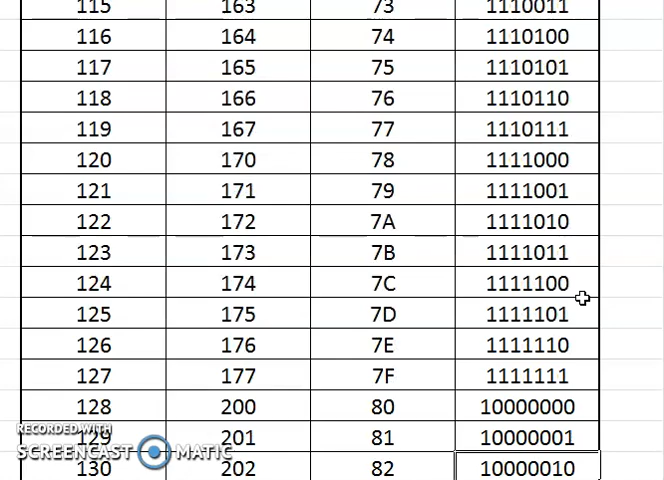 115 163 73 1110011
116 164 74 1110100
117 165 75 1110101
118 166 76 1110110
119 167 77 1110111
120 170 78 1111000
121 171 79 1111001
122 172 7A 1111010
123 173 7B 1111011
124 174 7C 1111100
125 175 7D 1111101
126 176 7E 1111110
127 177 7F 1111111
128 200 80 10000000
RECORDED WITH
129 201 81 10000001
SCREENCAST MATIC
130 202 82 10000010